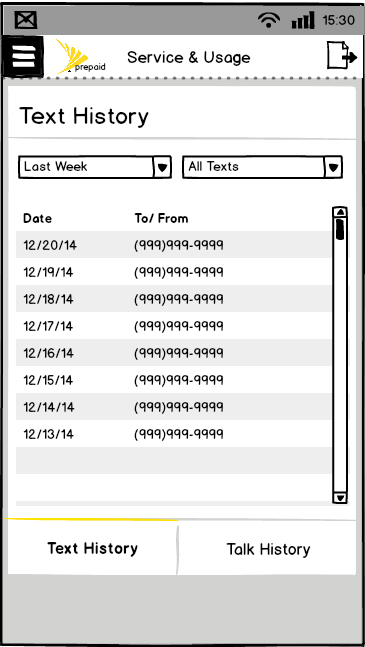 15:30
prepaid
Service & Usage
Text History
Last Week All Texts
Date To/ From
12/20/14 (999)999-9999
12/19/14 (999)999-9999
12/18/14 (999)999-9999
12/17/14 (999)999-9999
12/16/14 (999)999-9999
12/15/14 (999)999-9999
12/14/14 (999)999-9999
12/13/14 (999)999-9999
Text History Talk History